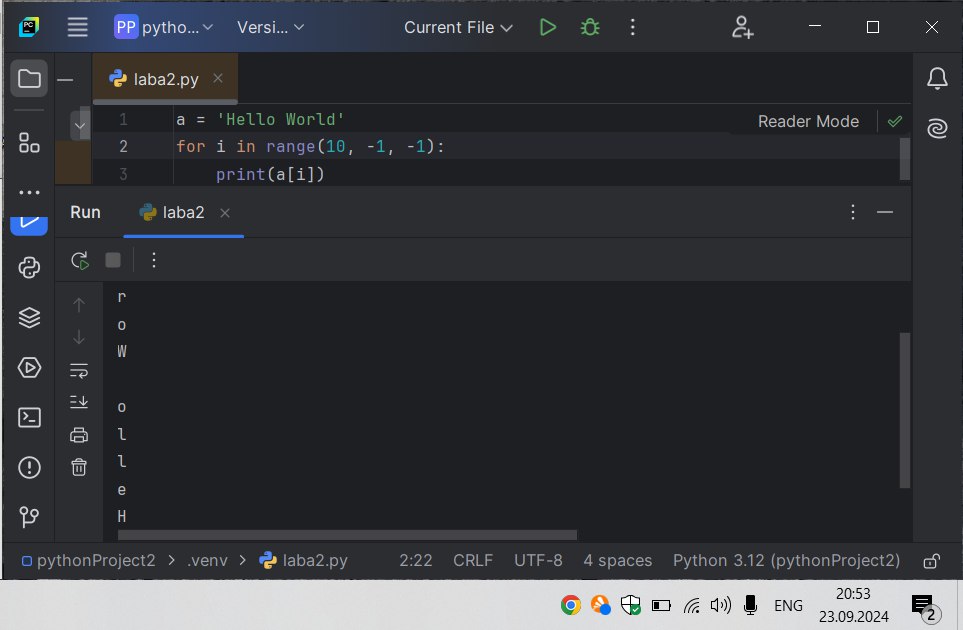 PP pytho... Versi... Current File
laba2.py
1 a = 'Hello World'
Reader Mode
2 for i in range(10, -1, -1):
3     print(a[i])
Run laba2
r
o
W
o
l
l
e
H
pythonProject2 > .venv > laba2.py 2:22 CRLF UTF-8 4 spaces Python 3.12 (pythonProject2)
ENG
20:53
23.09.2024
2